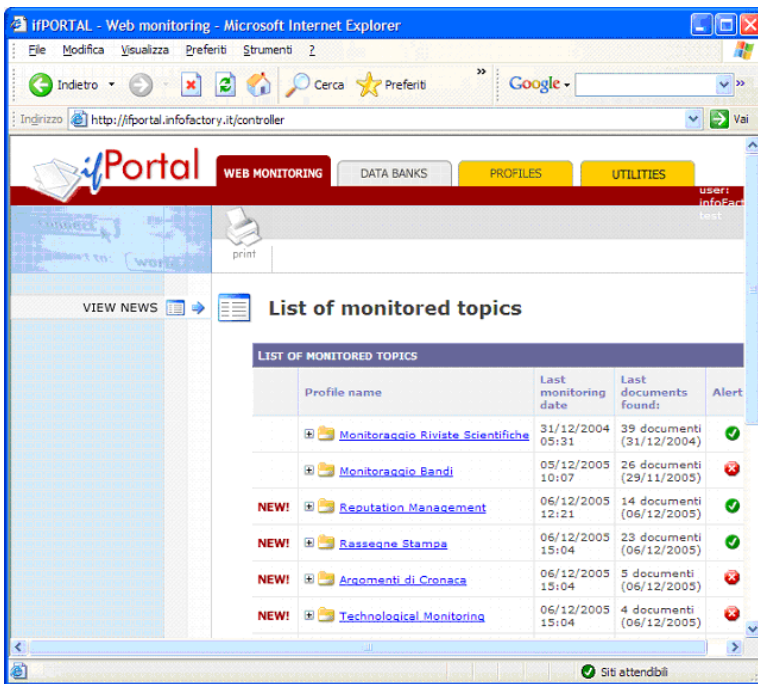 ifPORTAL - Web monitoring - Microsoft Internet Explorer
File Modifica Visualizza Preferiti Strumenti ?
Indietro Cerca Preferiti » Google »
Indirizzo http://ifportal.infofactory.it/controller Vai
ifPortal WEB MONITORING DATA BANKS PROFILES UTILITIES
user:
infoFact
test
connect
print
VIEW NEWS
List of monitored topics
LIST OF MONITORED TOPICS
Profile name Last monitoring date Last documents found: Alert
Monitoraggio Riviste Scientifiche 31/12/2004 05:31 39 documenti (31/12/2004)
Monitoraggio Bandi 05/12/2005 10:07 26 documenti (29/11/2005)
NEW! Reputation Management 06/12/2005 12:21 14 documenti (06/12/2005)
NEW! Rassegne Stampa 06/12/2005 15:04 23 documenti (06/12/2005)
NEW! Argomenti di Cronaca 06/12/2005 15:04 5 documenti (06/12/2005)
NEW! Technological Monitoring 06/12/2005 15:04 4 documenti (06/12/2005)
Siti attendibili